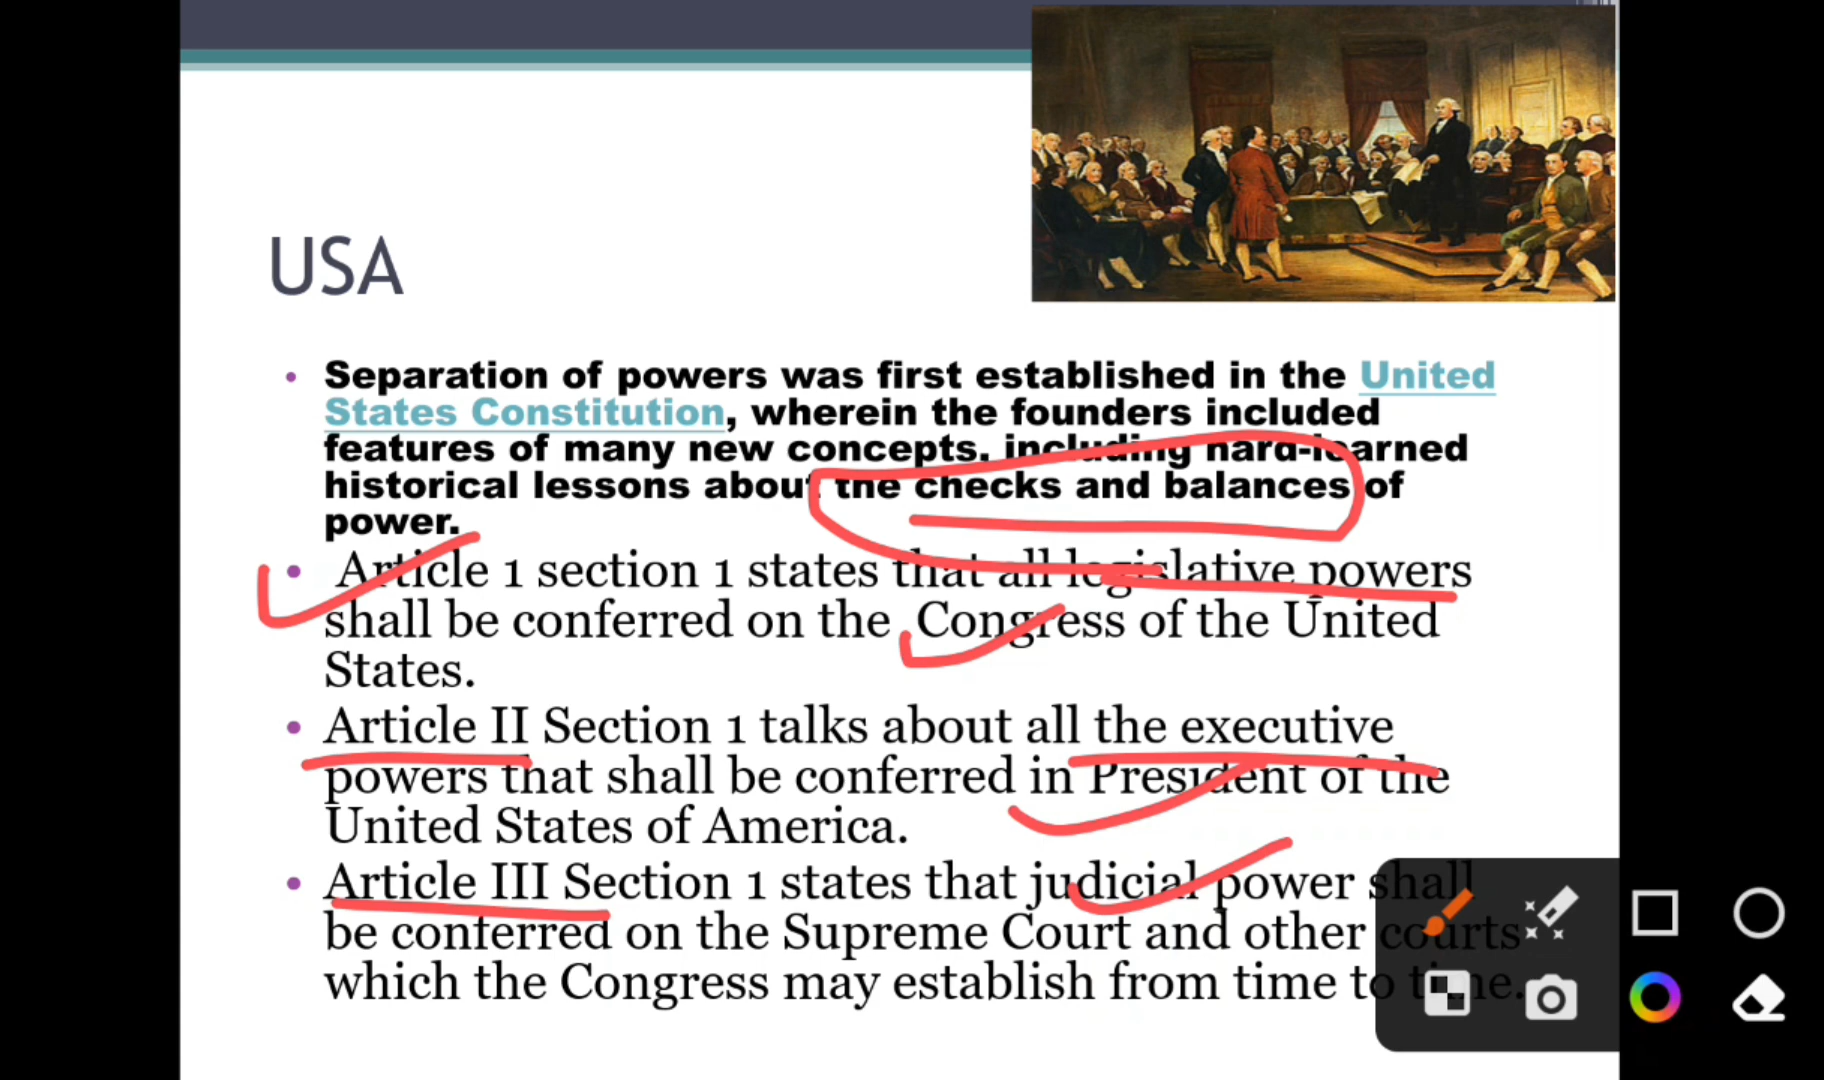 USA
Separation of powers was first established in the United
States Constitution, wherein the founders included
features of many new concepts, including hard-learned
historical lessons about the checks and balances of
power.
Article 1 section 1 states that all legislative powers
shall be conferred on the Congress of the United
States.
Article II Section 1 talks about all the executive
powers that shall be conferred in President of the
United States of America.
Article III Section 1 states that judicial power shall
be conferred on the Supreme Court and other courts
which the Congress may establish from time to time.